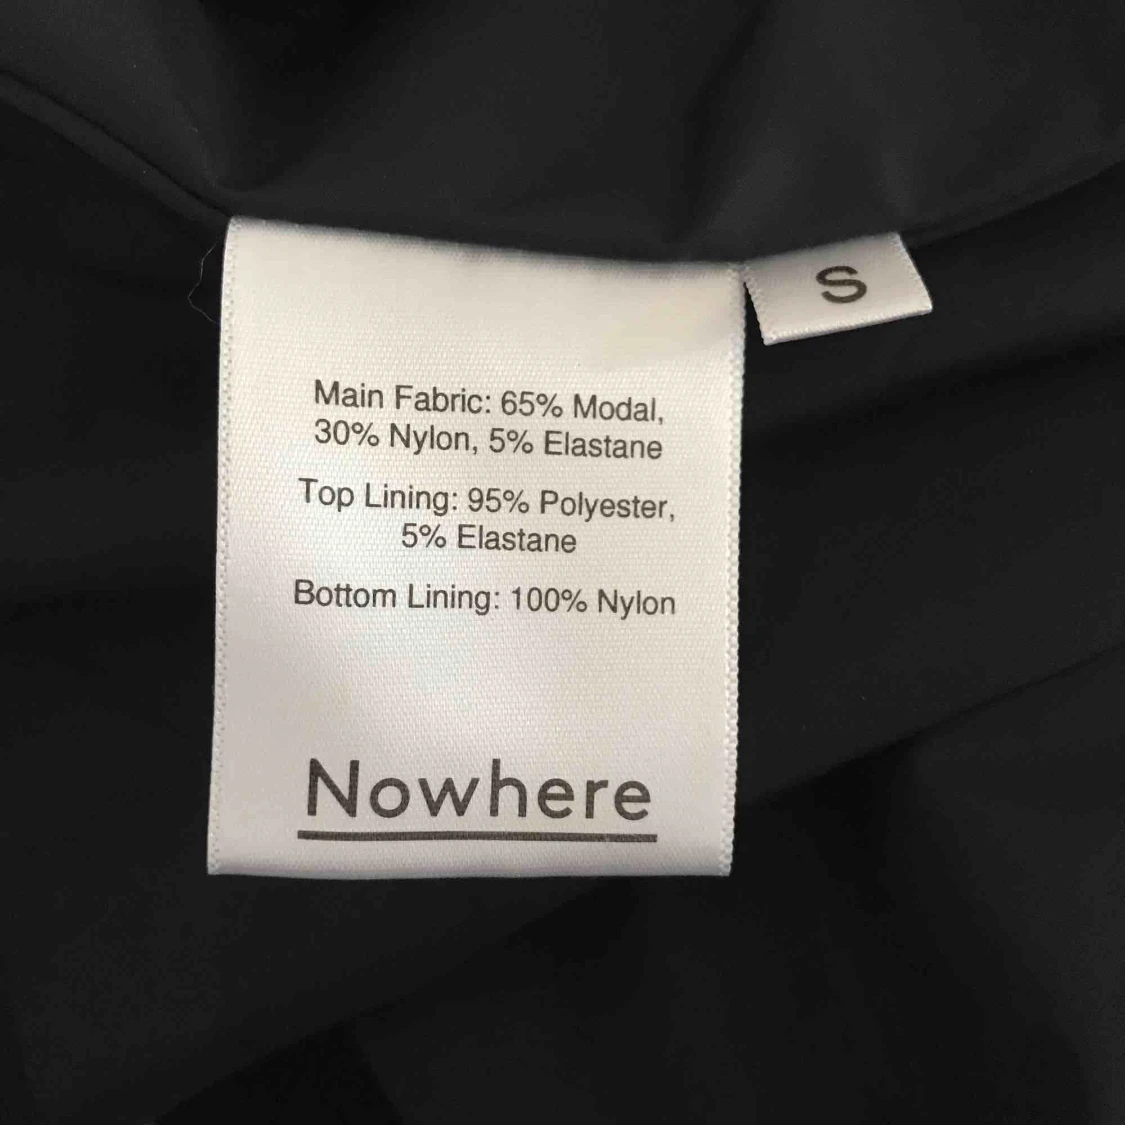 S
Main Fabric: 65% Modal,
30% Nylon, 5% Elastane
Top Lining: 95% Polyester,
5% Elastane
Bottom Lining: 100% Nylon
Nowhere